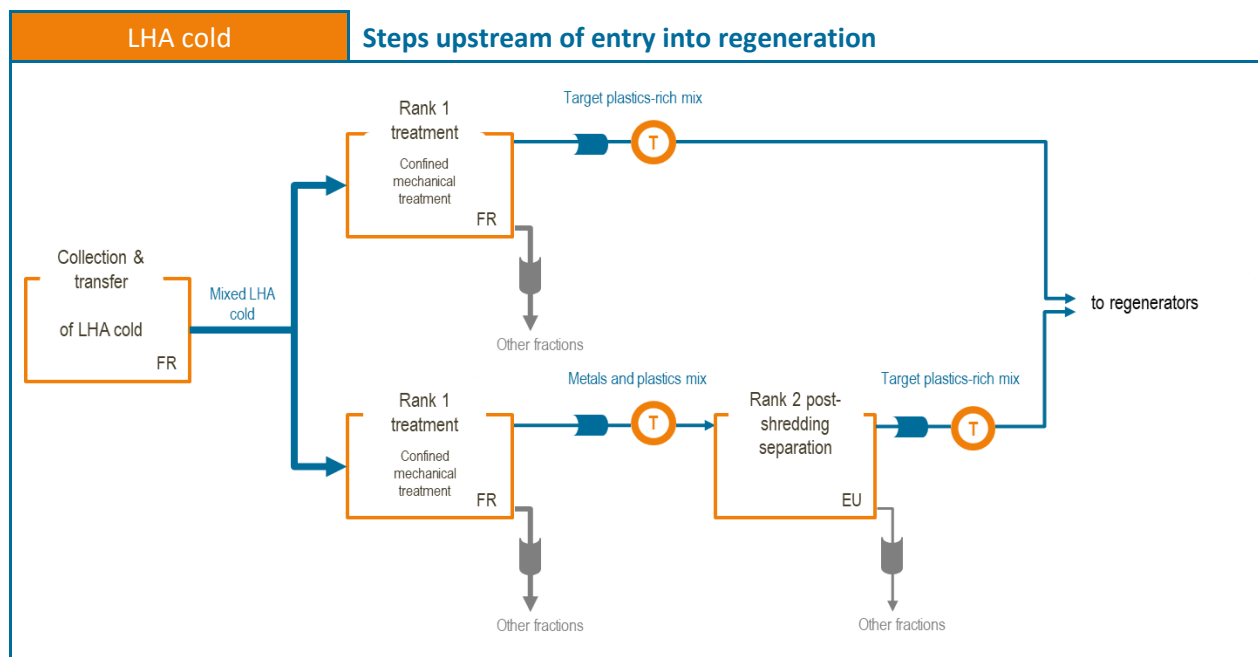 LHA cold
Steps upstream of entry into regeneration
Target plastics-rich mix
Rank 1
treatment
T
Confined
mechanical
treatment
FR
Collection &
transfer
of LHA cold
FR
Mixed LHA
cold
to regenerators
Other fractions
Metals and plastics mix
Target plastics-rich mix
Rank 1
treatment
Confined
mechanical
treatment
FR
T
Rank 2 post-
shredding
separation
EU
T
Other fractions
Other fractions